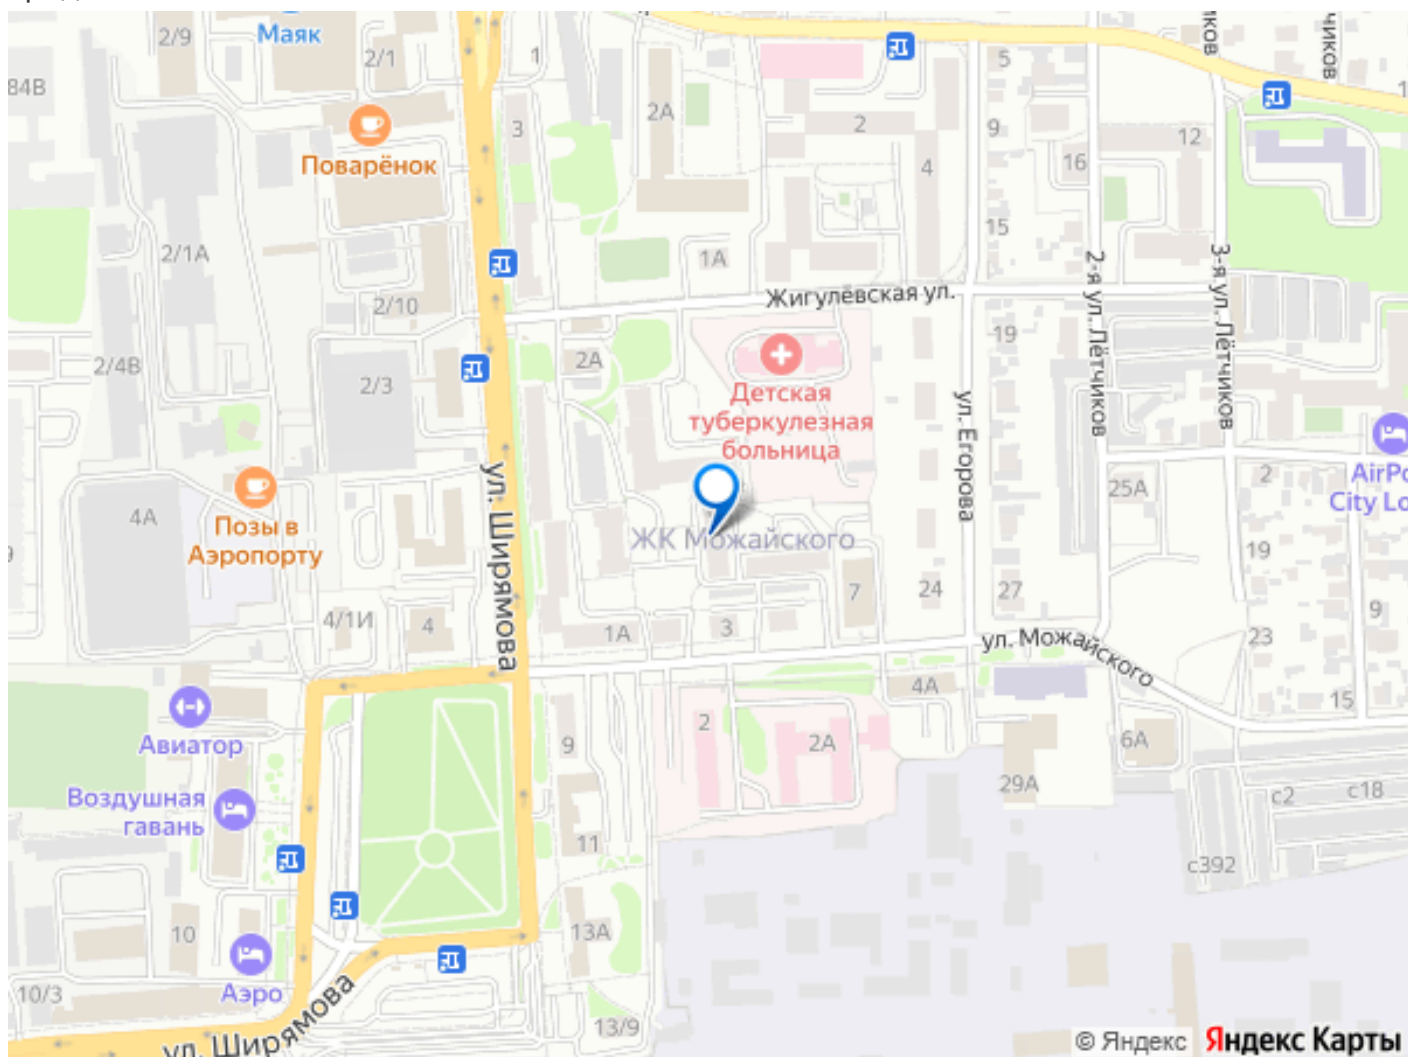 Маяк
2/9
2/1
1
5
84В
3
2А
2
9
12
16
4
Поварёнок
15
2/1А
1А
2/10
Жигулёвская ул.
2-я ул. Лётчиков
3-я ул. Лётчиков
19
2/4В
2/3
2А
Детская
туберкулезная
больница
ул. Егорова
AirPo
City Lo
25А
2
4А
Позы в
Аэропорту
ул. Ширямова
ЖК Можайского
19
7
24
27
9
4/1И
4
1А
3
23
ул. Можайского
4А
15
Авиатор
9
2
2А
6А
29А
с2
с18
Воздушная
гавань
11
с392
10
13А
Аэро
10/3
ул. Ширямова
13/9
© Яндекс
Яндекс Карты